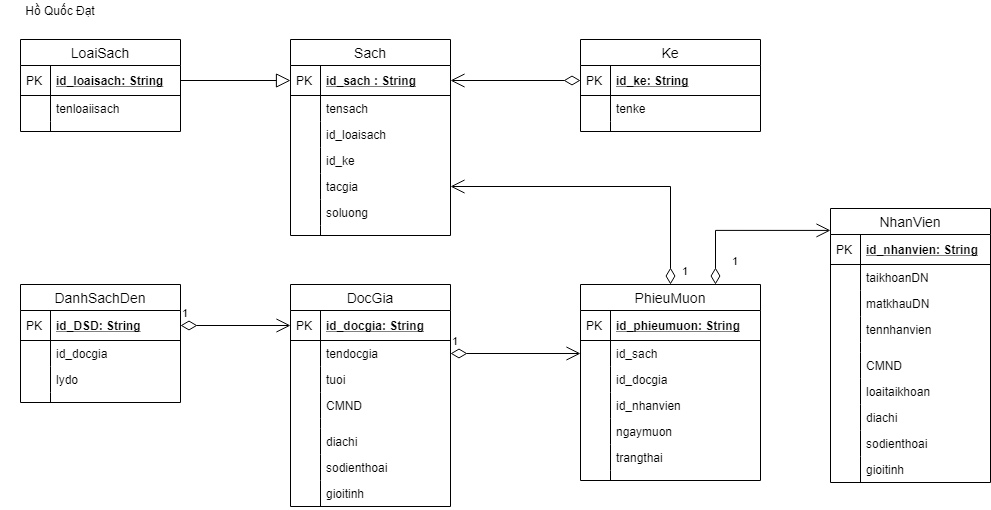 Hồ Quốc Đạt
LoaiSach
PK id_loaisach: String
tenloaiisach
Sach
PK id_sach : String
tensach
id_loaisach
id_ke
tacgia
soluong
Ke
PK id_ke: String
tenke
NhanVien
PK id_nhanvien: String
taikhoanDN
matkhauDN
tennhanvien
CMND
loaitaikhoan
diachi
sodienthoai
gioitinh
1
1
DanhSachDen
PK id_DSD: String
id_docgia
lydo
1
DocGia
PK id_docgia: String
tendocgia
tuoi
CMND
diachi
sodienthoai
gioitinh
1
PhieuMuon
PK id_phieumuon: String
id_sach
id_docgia
id_nhanvien
ngaymuon
trangthai